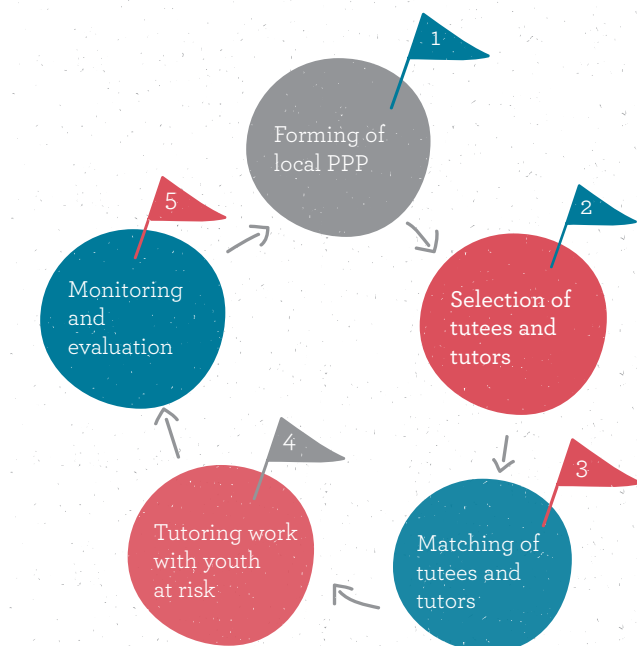 1
Forming of
local PPP
2
Selection of
tutees and
tutors
3
Matching of
tutees and
tutors
4
Tutoring work
with youth
at risk
5
Monitoring
and
evaluation